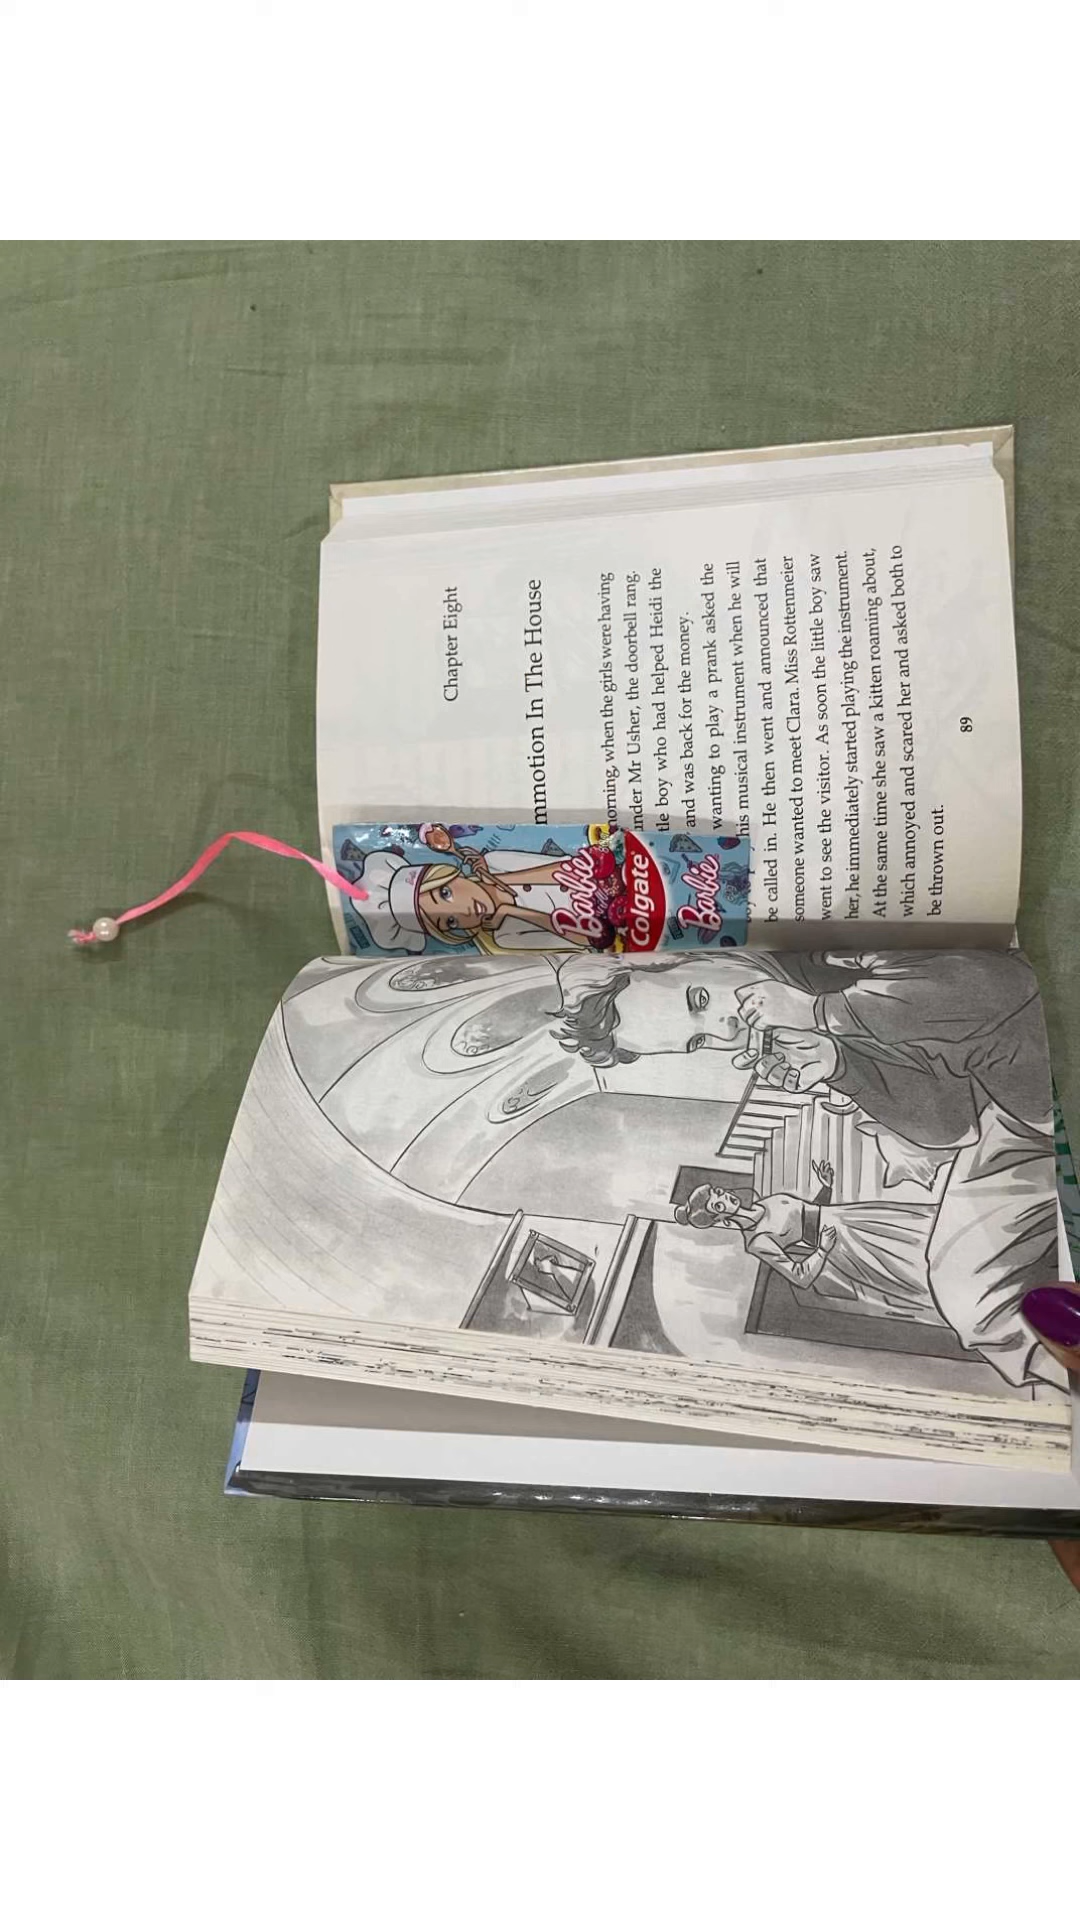 Chapter Eight
mmotion In The House
morning, when the girls were having
under Mr Usher, the doorbell rang.
tle boy who had helped Heidi the
and was back for the money.
wanting to play a prank asked the
his musical instrument when he will
be called in. He then went and announced that
someone wanted to meet Clara. Miss Rottenmeier
went to see the visitor. As soon the little boy saw
her, he immediately started playing the instrument.
At the same time she saw a kitten roaming about,
which annoyed and scared her and asked both to
be thrown out.
89
Barbie
Colgate
Barbie